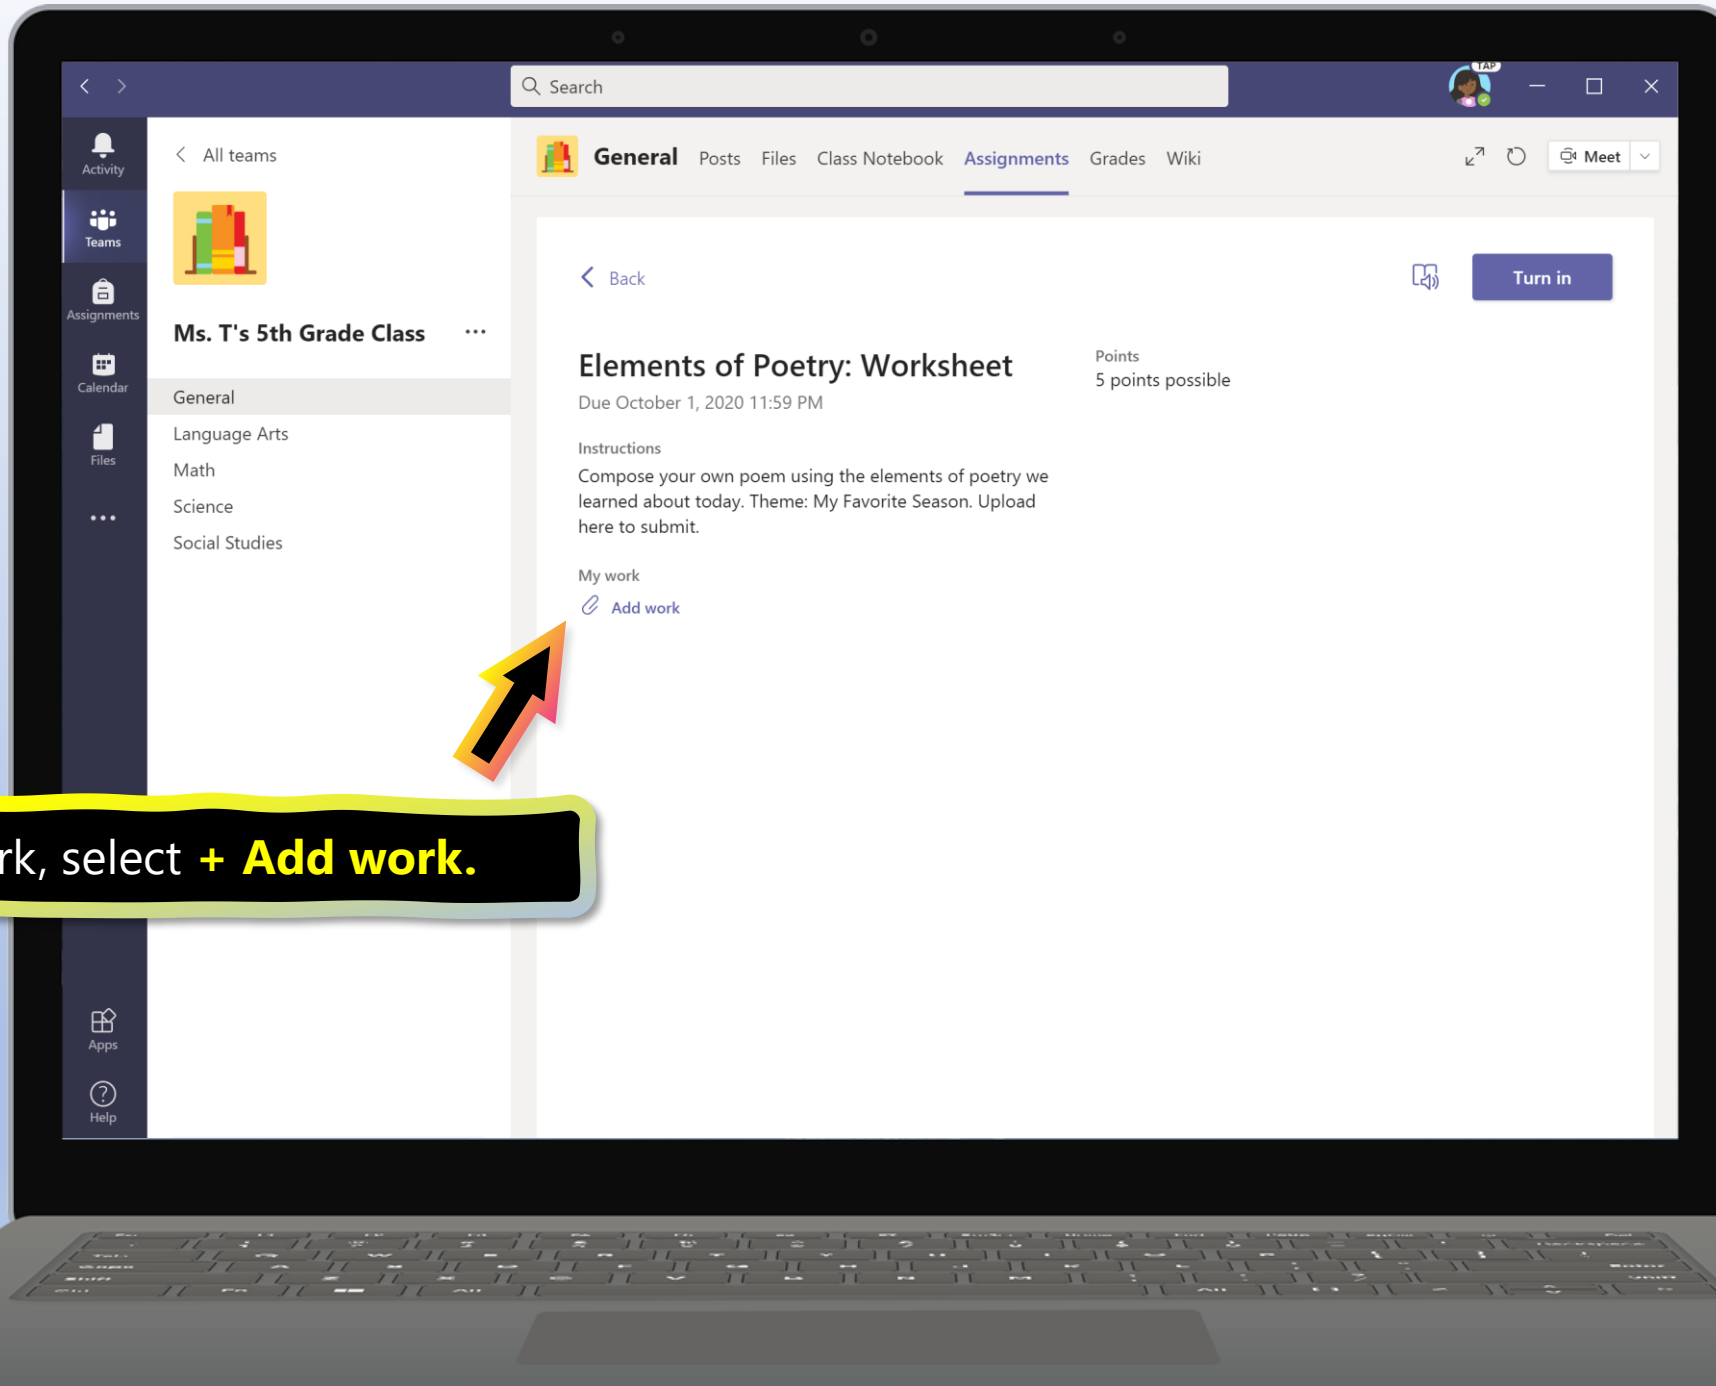 Search
TAP
Activity
Teams
Assignments
Calendar
Files
Apps
Help
All teams
Ms. T's 5th Grade Class
General
Language Arts
Math
Science
Social Studies
General Posts Files Class Notebook Assignments Grades Wiki
Meet
Back
Turn in
Elements of Poetry: Worksheet
Due October 1, 2020 11:59 PM
Points
5 points possible
Instructions
Compose your own poem using the elements of poetry we
learned about today. Theme: My Favorite Season. Upload
here to submit.
My work
Add work
rk, select + Add work.